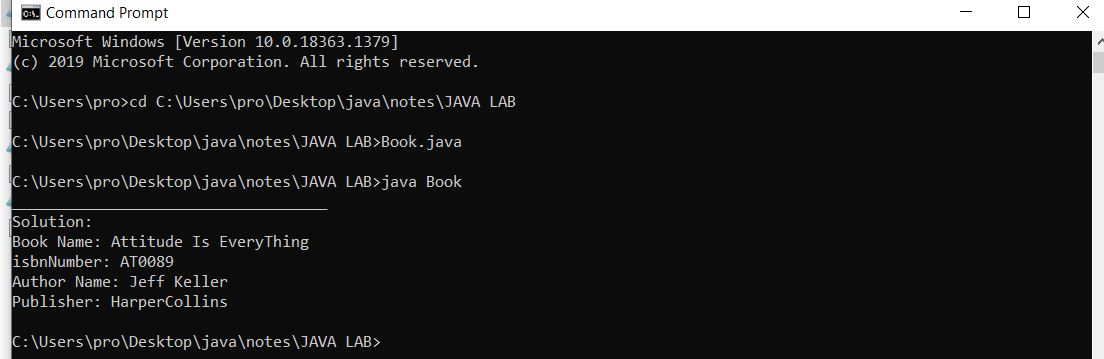 Command Prompt
Microsoft Windows [Version 10.0.18363.1379]
(c) 2019 Microsoft Corporation. All rights reserved.
C:\Users\pro>cd C:\Users\pro\Desktop\java\notes\JAVA LAB
C:\Users\pro\Desktop\java\notes\JAVA LAB>Book.java
C:\Users\pro\Desktop\java\notes\JAVA LAB>java Book
___________________________________
Solution:
Book Name: Attitude Is EveryThing
isbnNumber: AT0089
Author Name: Jeff Keller
Publisher: HarperCollins
C:\Users\pro\Desktop\java\notes\JAVA LAB>